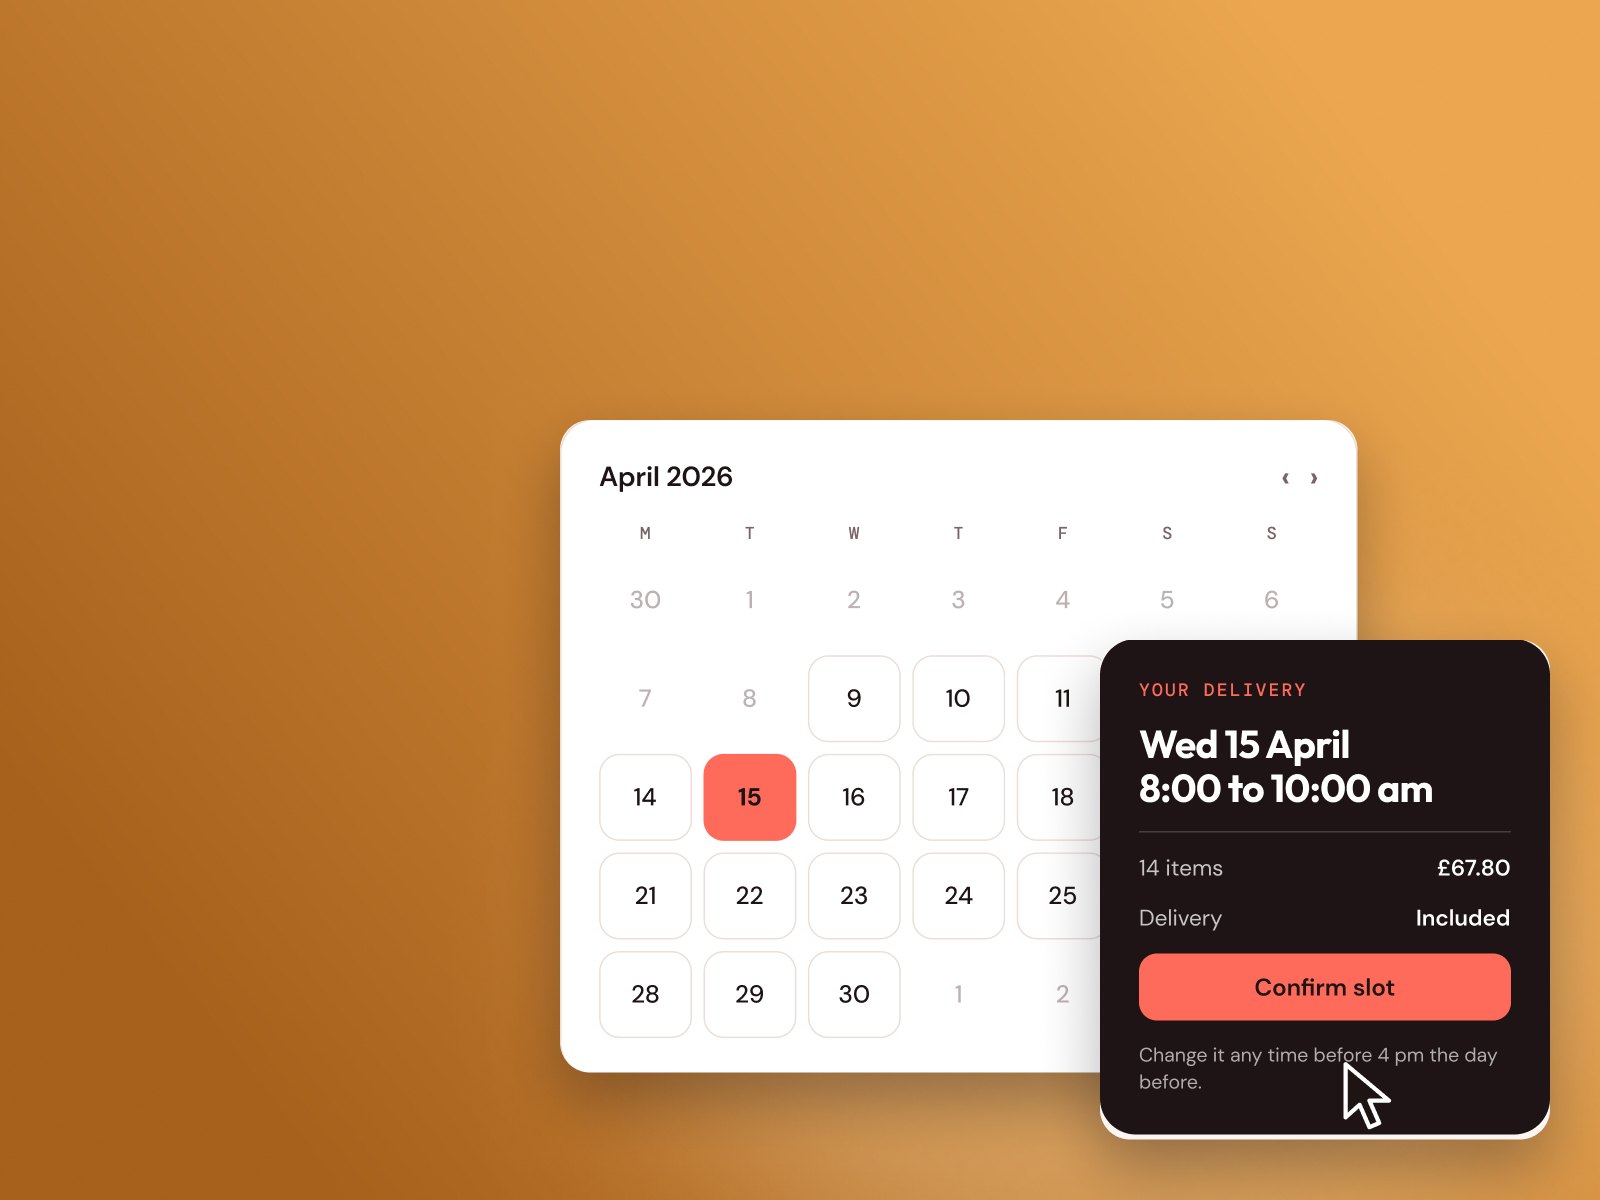 April 2026
‹ ›
M T W T F S S
30 1 2 3 4 5 6
7 8 9 10 11
14 15 16 17 18
21 22 23 24 25
28 29 30 1 2
YOUR DELIVERY
Wed 15 April
8:00 to 10:00 am
14 items £67.80
Delivery Included
Confirm slot
Change it any time before 4 pm the day
before.